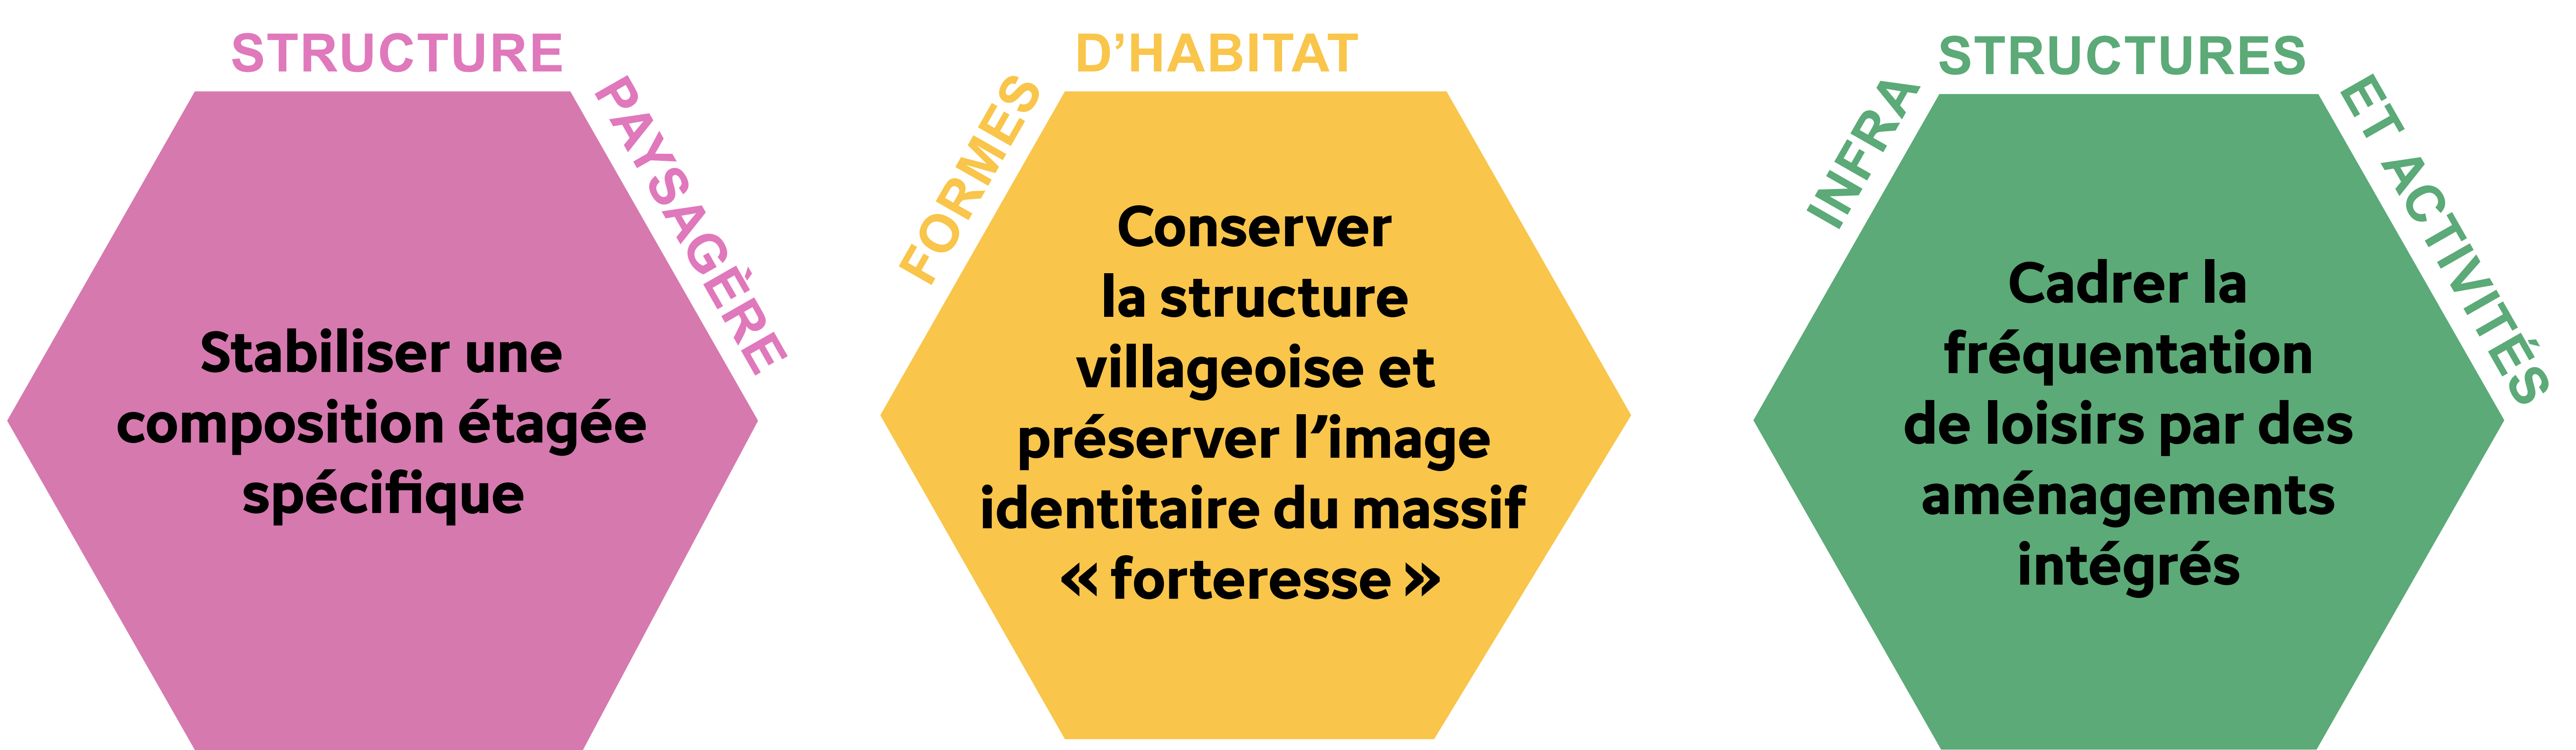 STRUCTURE
PAYSAGÈRE
Stabiliser une
composition étagée
spécifique
FORMES
D’HABITAT
Conserver
la structure
villageoise et
préserver l’image
identitaire du massif
« forteresse »
INFRA
STRUCTURES
ET ACTIVITÉS
Cadrer la
fréquentation
de loisirs par des
aménagements
intégrés